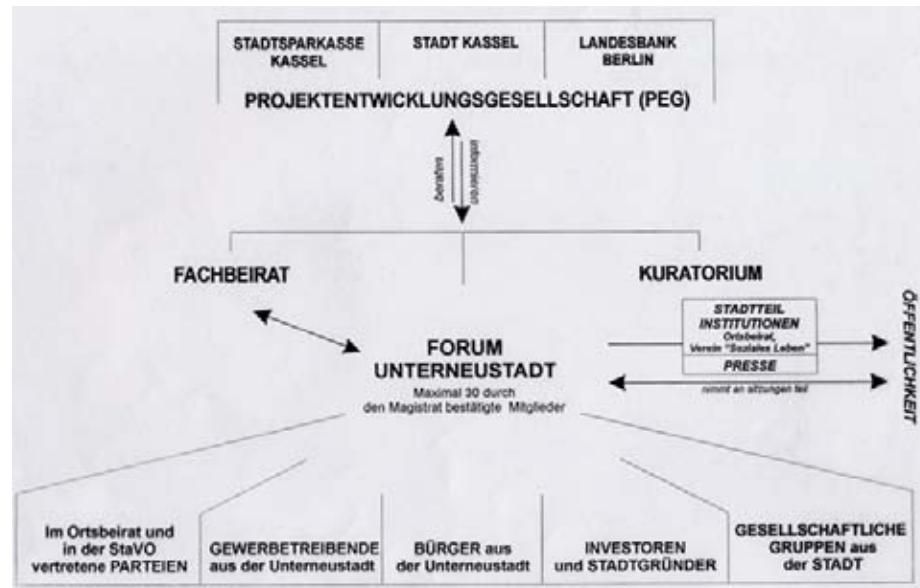 STADTSPARKASSE
KASSEL
STADT KASSEL
LANDESBANK
BERLIN
PROJEKTENTWICKLUNGSGESELLSCHAFT (PEG)
beraten
informieren
FACHBEIRAT
KURATORIUM
STADTTEIL
INSTITUTIONEN
Ortsbeirat,
Verein "Soziales Leben"
PRESSE
nimmt an sitzungen teil
ÖFFENTLICHKEIT
FORUM
UNTERNEUSTADT
Maximal 30 durch
den Magistrat bestätigte Mitglieder
Im Ortsbeirat und
in der StaVO
vertretene PARTEIEN
GEWERBETREIBENDE
aus der Unterneustadt
BÜRGER aus
der Unterneustadt
INVESTOREN
und STADTGRÜNDER
GESELLSCHAFTLICHE
GRUPPEN aus
der STADT